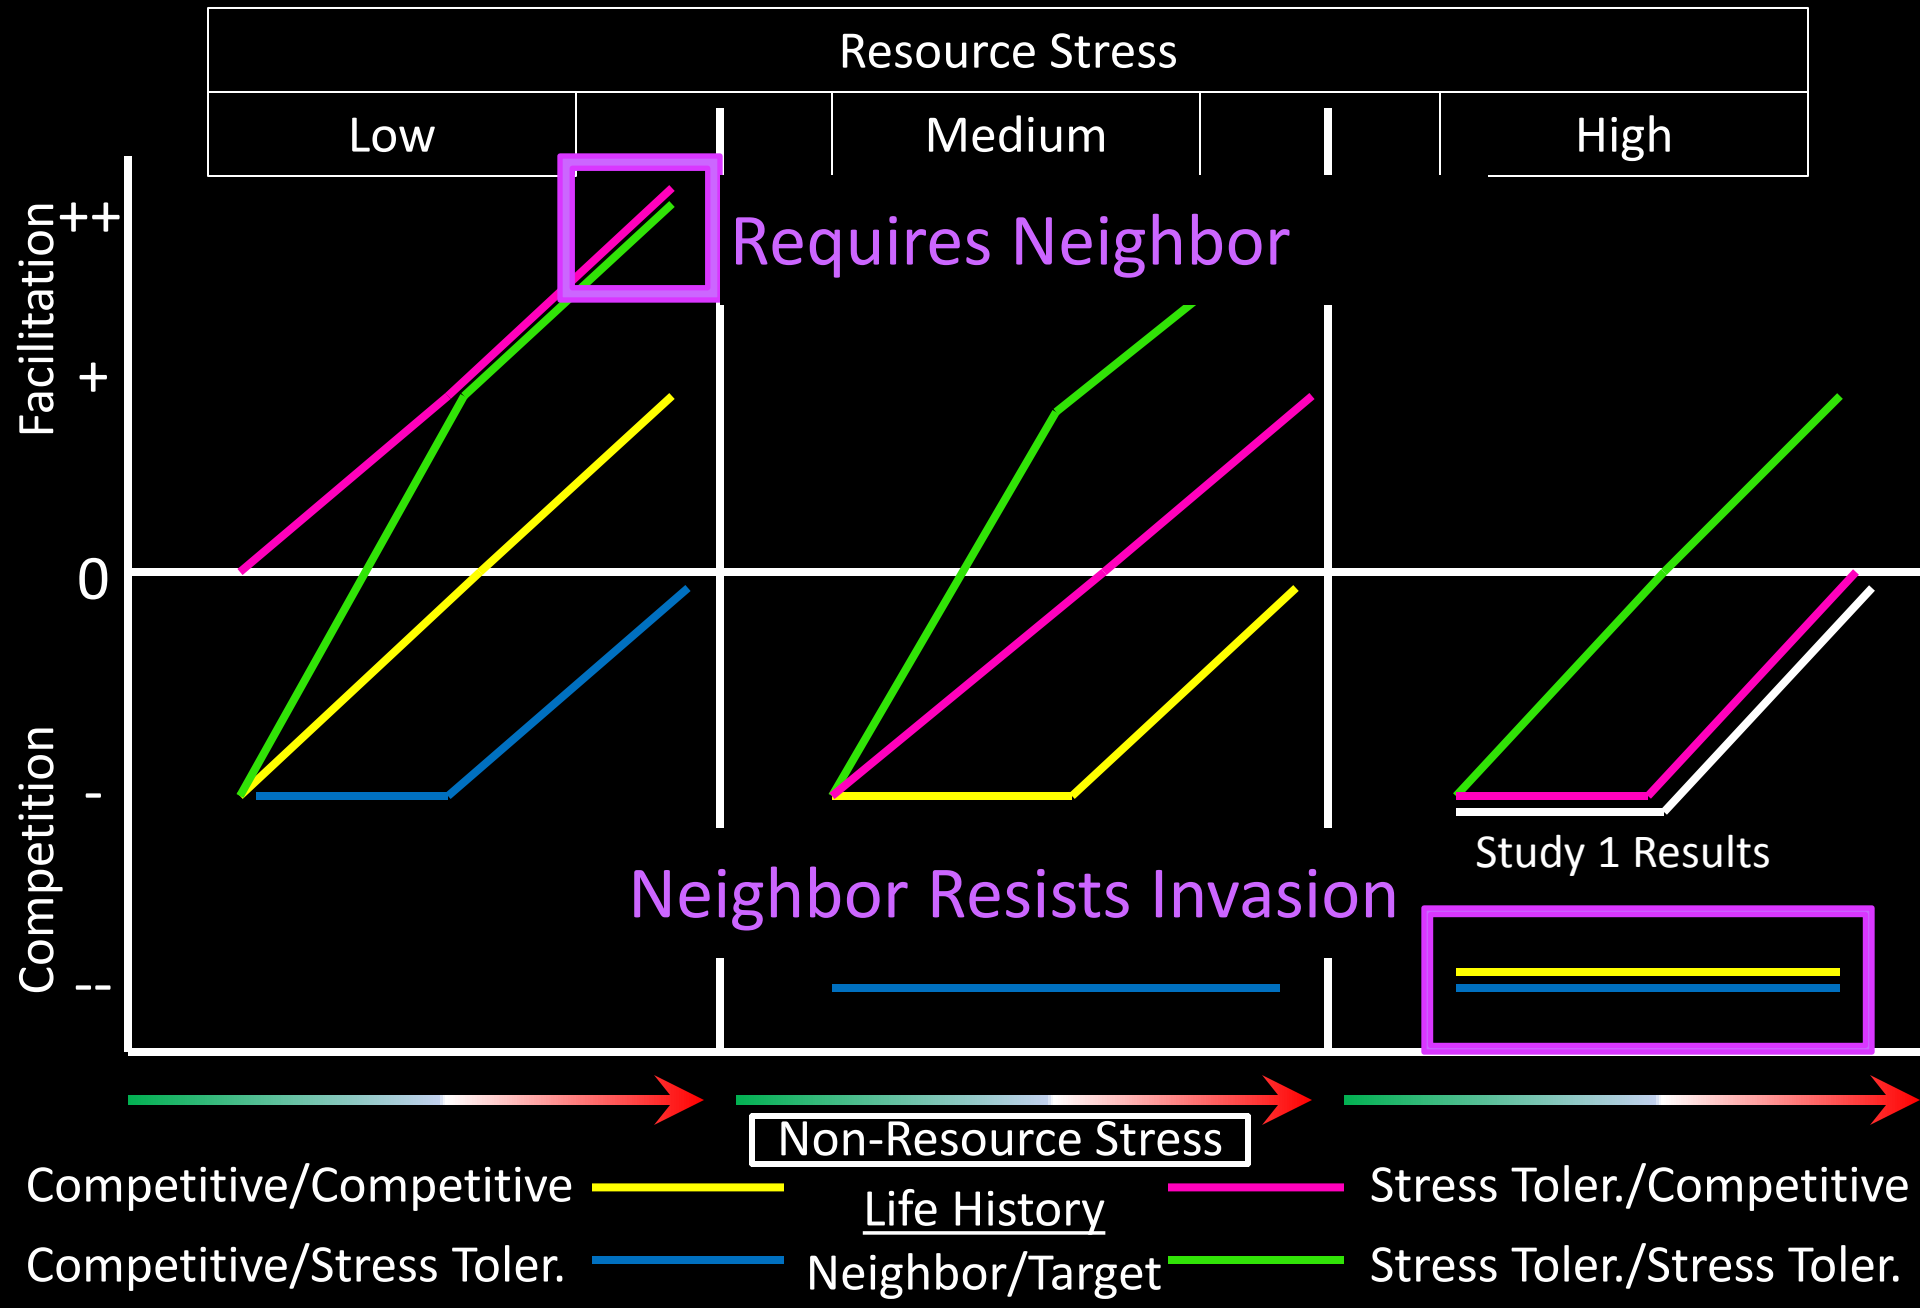 Resource Stress
Low
Medium
High
Facilitation
++
+
0
Competition
-
--
Requires Neighbor
Neighbor Resists Invasion
Study 1 Results
Non-Resource Stress
Competitive/Competitive
Life History
Stress Toler./Competitive
Competitive/Stress Toler.
Neighbor/Target
Stress Toler./Stress Toler.